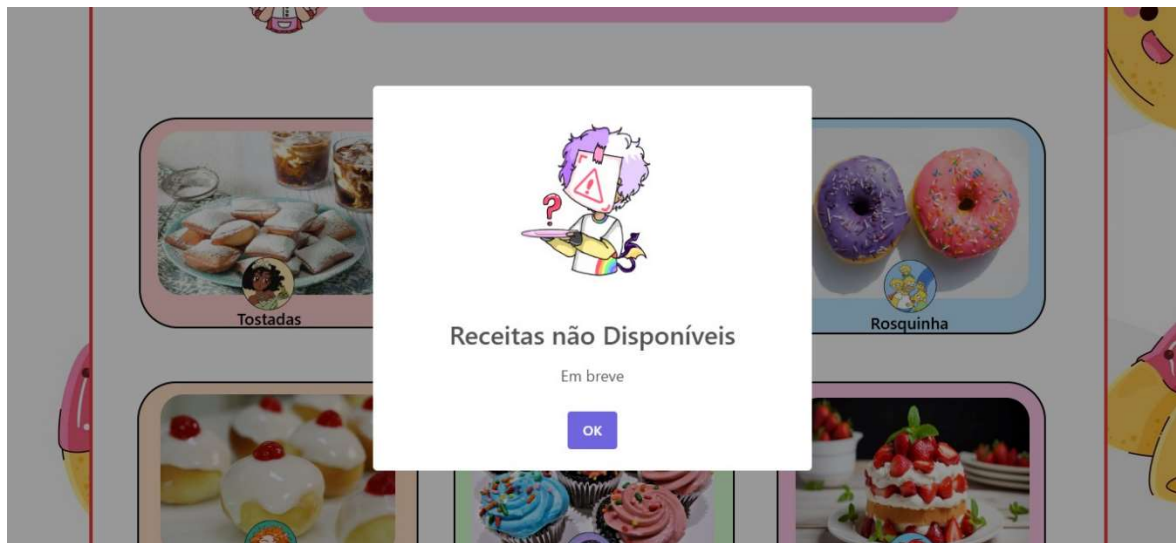 Receitas não Disponíveis
Em breve
OK
Tostadas
Rosquinha